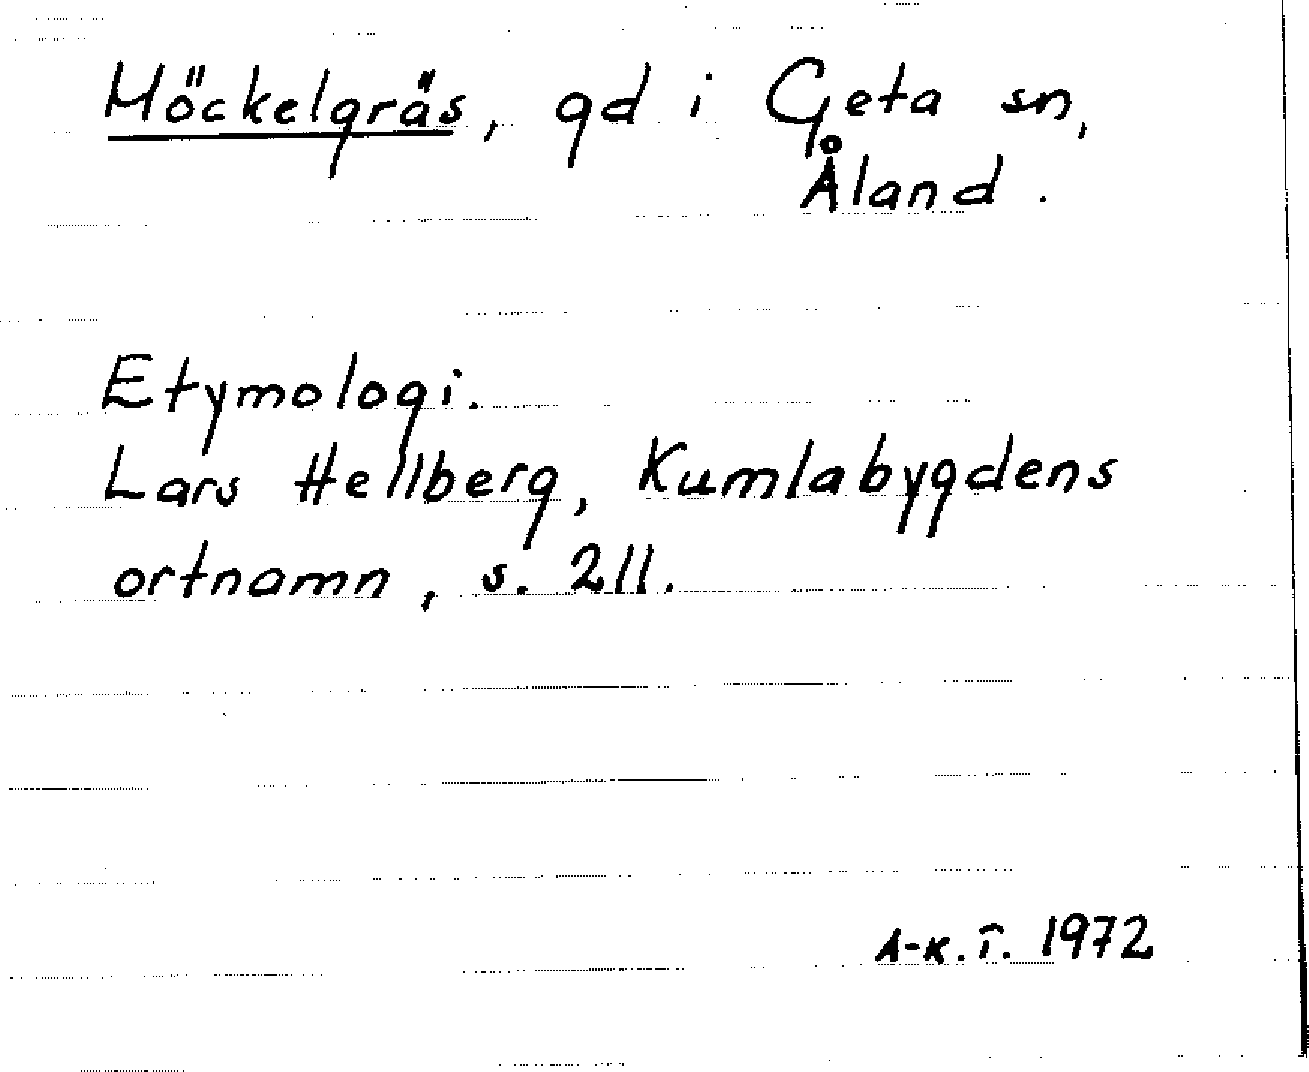 Möckelgräs, gd i Geta sn,
Åland.
Etymologi.
Lars Hellberg, Kumlabygdens
ortnamn, s. 211.
A-K. T. 1972